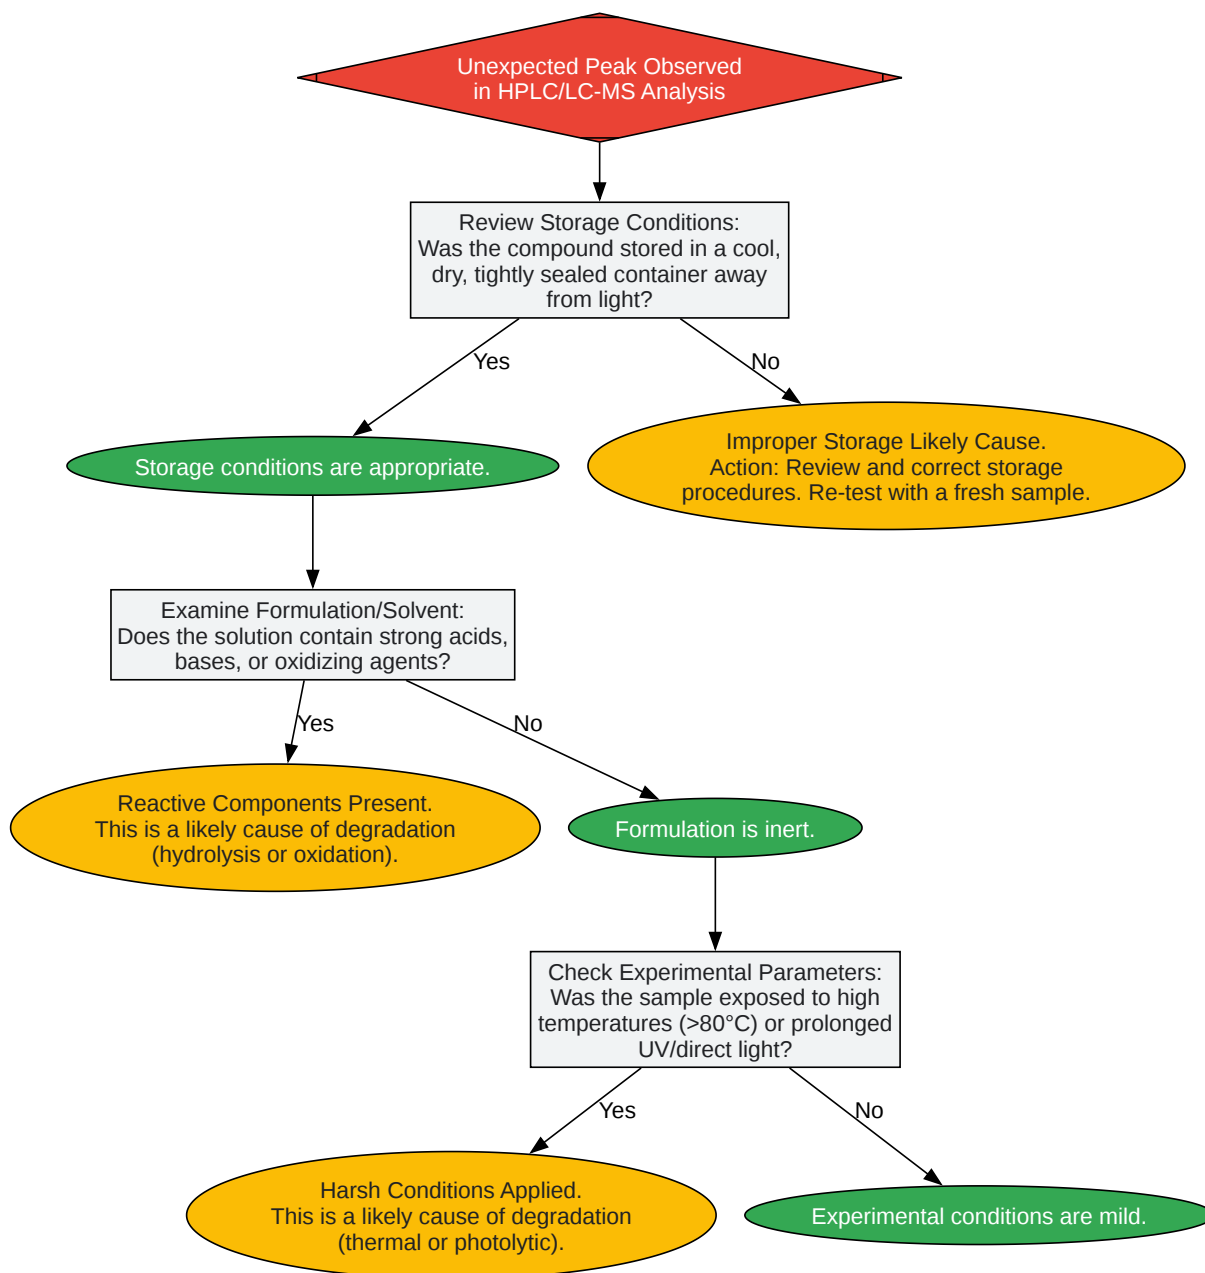 Unexpected Peak Observed
in HPLC/LC-MS Analysis
Review Storage Conditions:
Was the compound stored in a cool,
dry, tightly sealed container away
from light?
Yes
No
Storage conditions are appropriate.
Improper Storage Likely Cause.
Action: Review and correct storage
procedures. Re-test with a fresh sample.
Examine Formulation/Solvent:
Does the solution contain strong acids,
bases, or oxidizing agents?
Yes
No
Reactive Components Present.
This is a likely cause of degradation
(hydrolysis or oxidation).
Formulation is inert.
Check Experimental Parameters:
Was the sample exposed to high
temperatures (>80°C) or prolonged
UV/direct light?
Yes
No
Harsh Conditions Applied.
This is a likely cause of degradation
(thermal or photolytic).
Experimental conditions are mild.